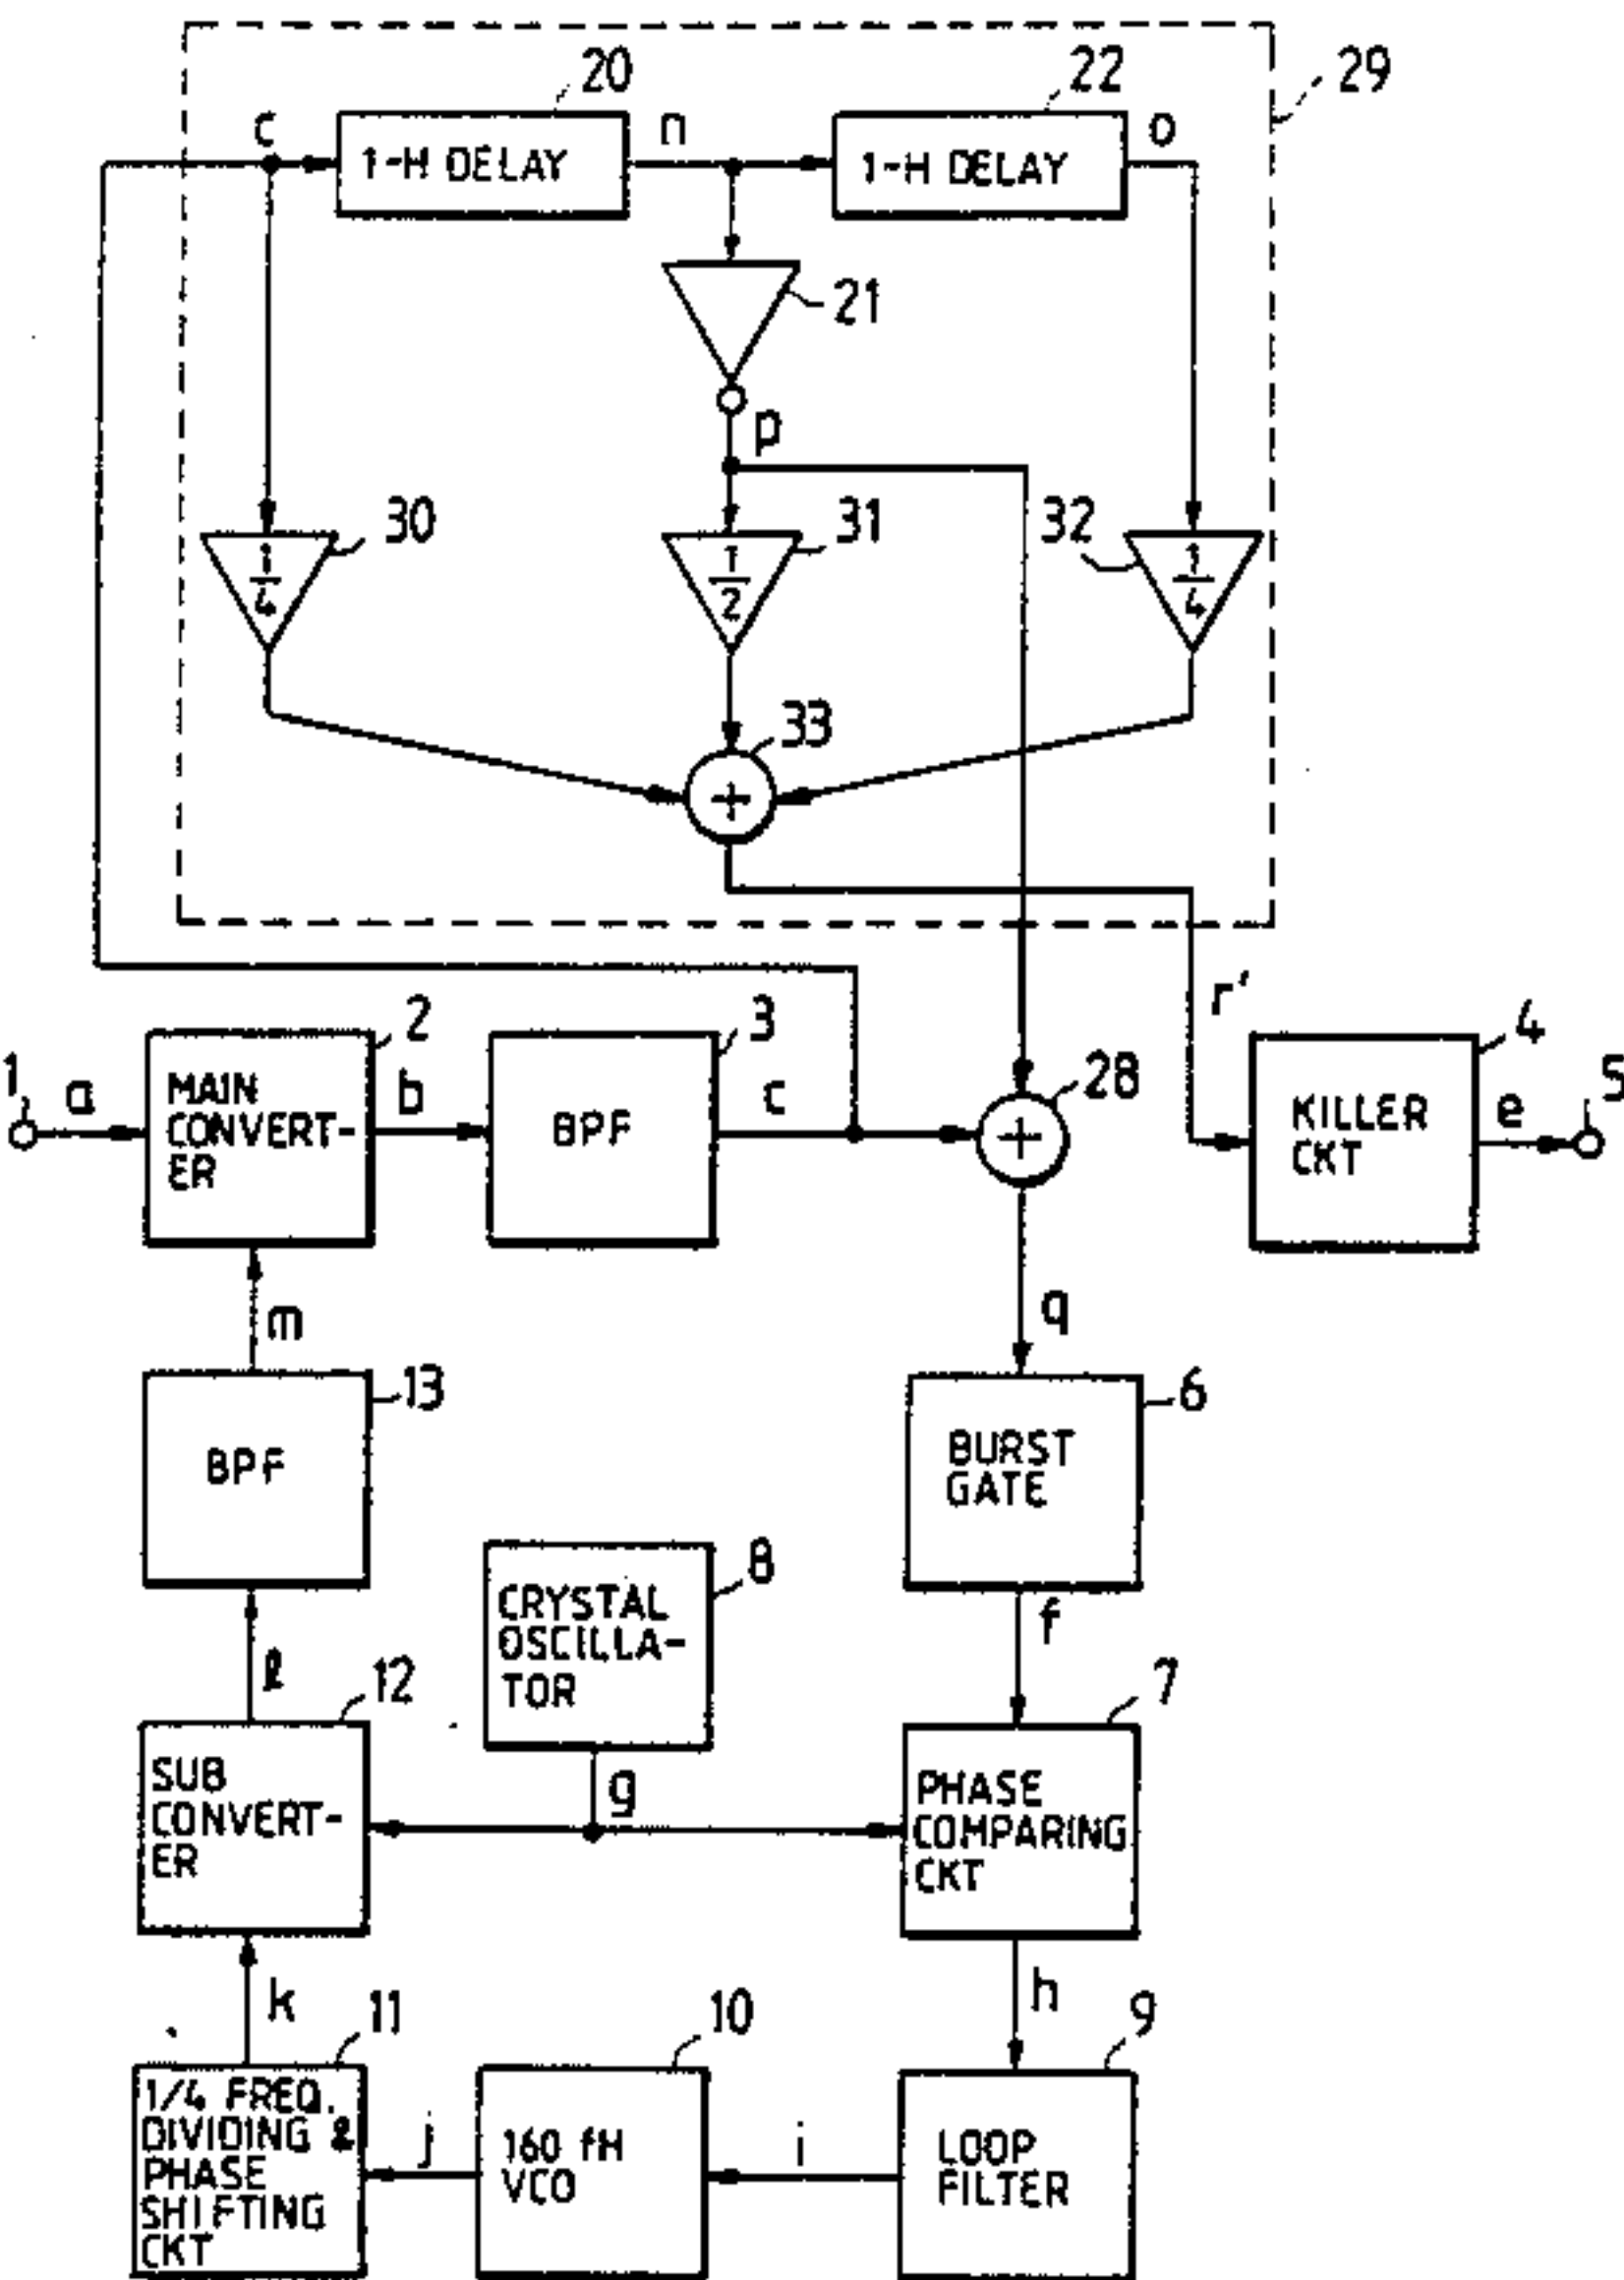 20
22
29
c
n
o
1-H DELAY
1-H DELAY
21
p
30
31
32
1
4
1
2
1
4
33
+
r'
1
a
2
MAIN
CONVERT-
ER
b
3
BPF
c
28
+
4
KILLER
CKT
e
5
m
q
13
BPF
6
BURST
GATE
8
CRYSTAL
OSCILLA-
TOR
f
l
12
7
SUB
CONVERT-
ER
g
PHASE
COMPARING
CKT
k
h
11
10
9
1/4 FREQ.
DIVIDING &
PHASE
SHIFTING
CKT
j
160 fH
VCO
i
LOOP
FILTER